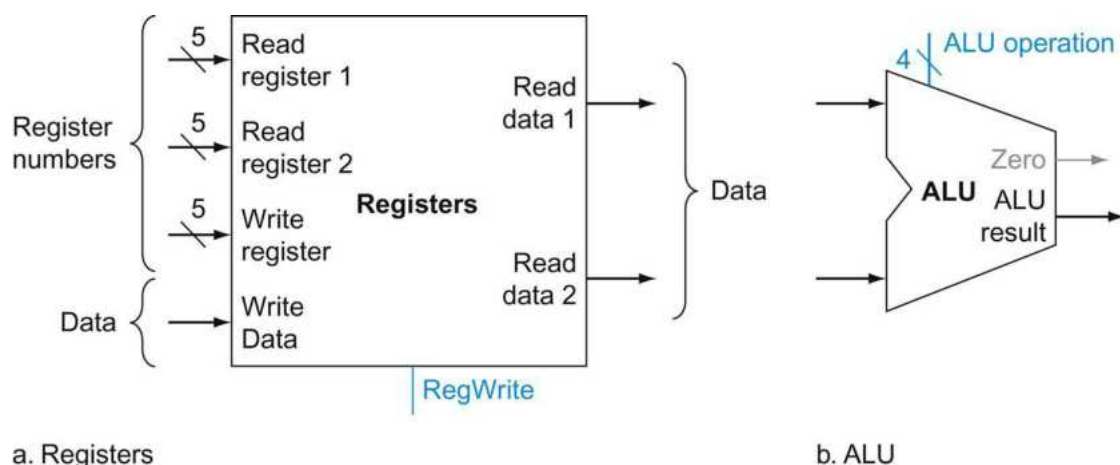 Register
numbers
Data
5
Read
register 1
5
Read
register 2
5
Write
register
Write
Data
Registers
Read
data 1
Read
data 2
RegWrite
Data
4
ALU operation
Zero
ALU
ALU
result
a. Registers
b. ALU